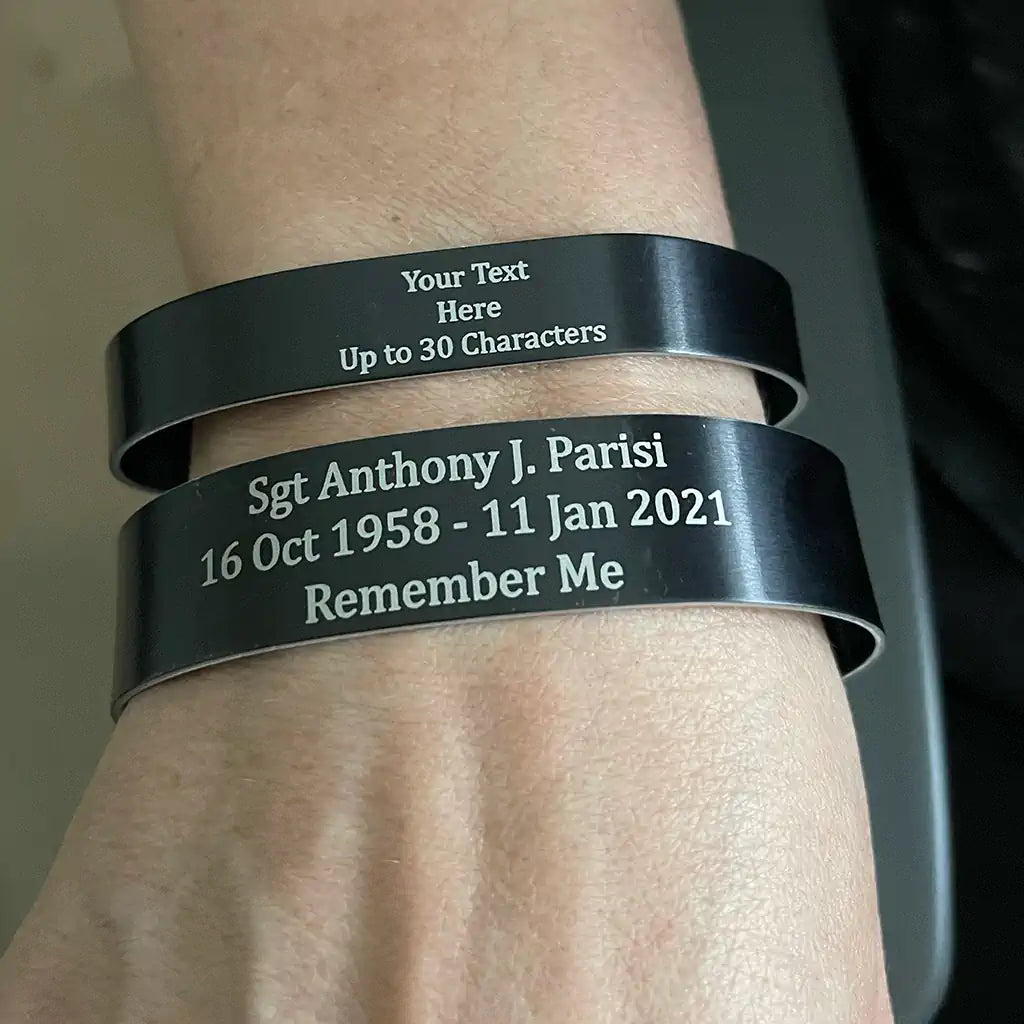 Your Text
Here
Up to 30 Characters
Sgt Anthony J. Parisi
16 Oct 1958 - 11 Jan 2021
Remember Me